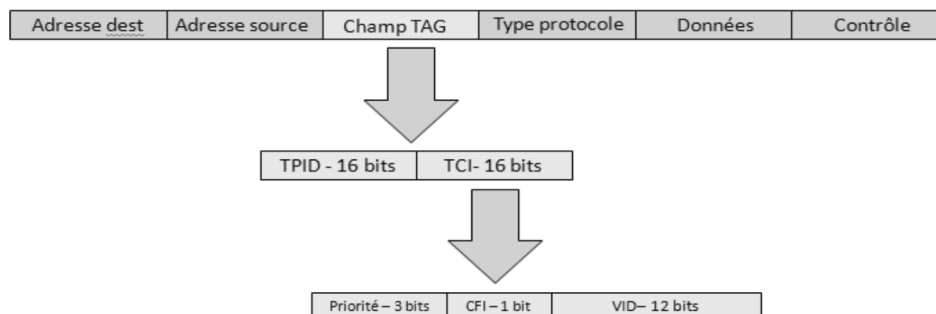 Adresse dest Adresse source Champ TAG Type protocole Données Contrôle
TPID - 16 bits TCI- 16 bits
Priorité – 3 bits CFI – 1 bit VID– 12 bits